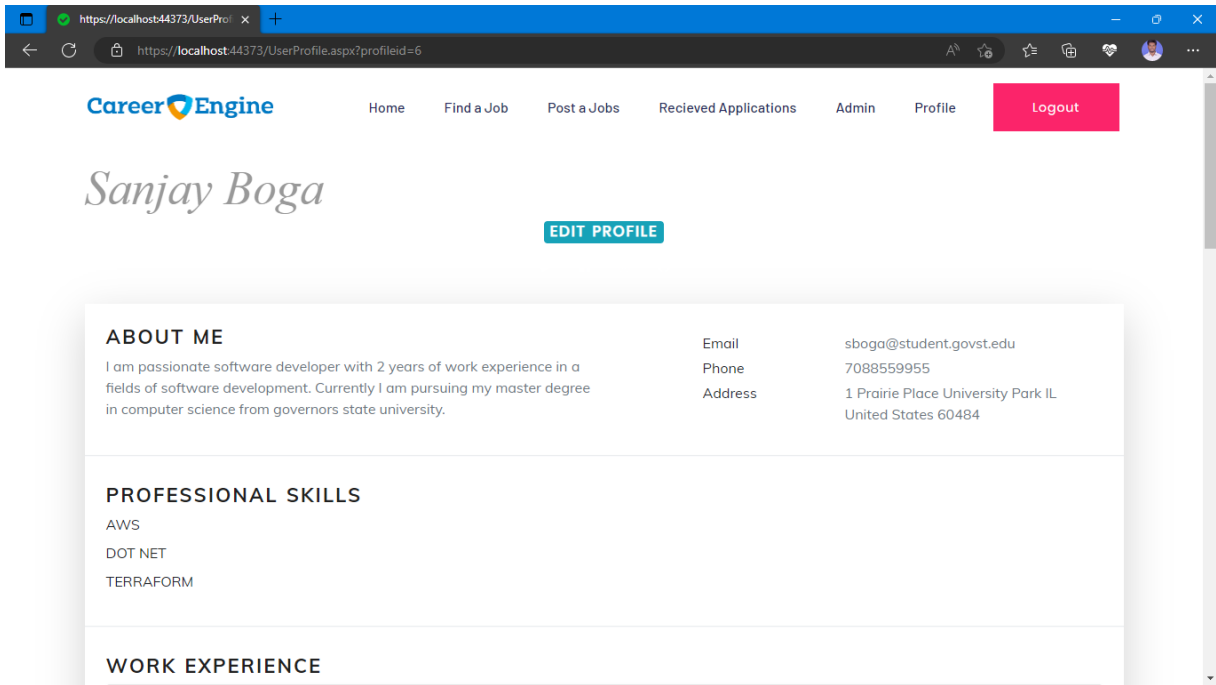 https://localhost:44373/UserProf
https://localhost:44373/UserProfile.aspx?profileid=6
Career Engine
Home Find a Job Post a Jobs Recieved Applications Admin Profile Logout
Sanjay Boga
EDIT PROFILE
ABOUT ME
I am passionate software developer with 2 years of work experience in a
fields of software development. Currently I am pursuing my master degree
in computer science from governors state university.
Email sboga@student.govst.edu
Phone 7088559955
Address 1 Prairie Place University Park IL
United States 60484
PROFESSIONAL SKILLS
AWS
DOT NET
TERRAFORM
WORK EXPERIENCE